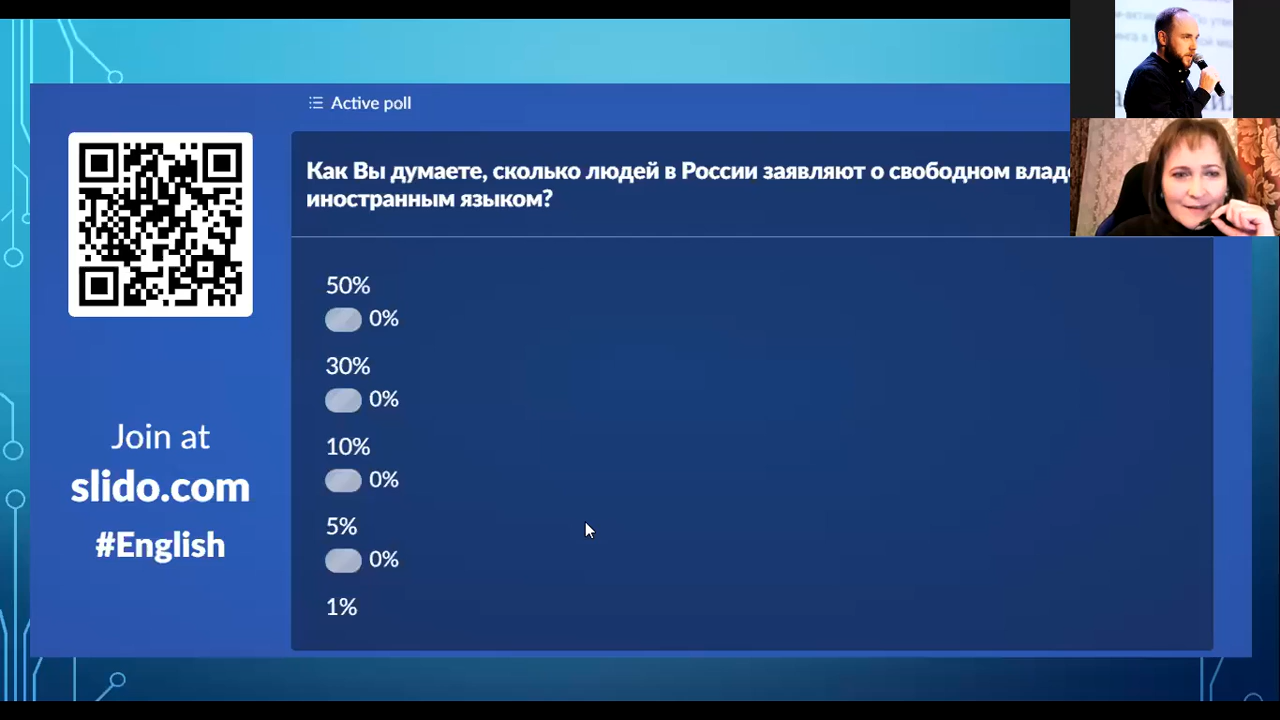 Active poll
Как Вы думаете, сколько людей в России заявляют о свободном
иностранным языком?
50%
0%
30%
0%
10%
0%
5%
0%
1%
Join at
slido.com
#English